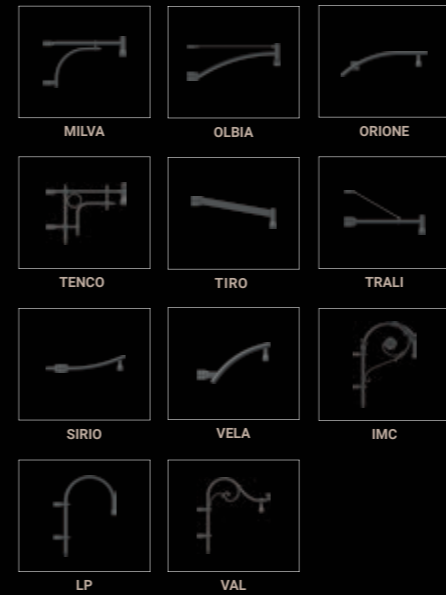 MILVA
OLBIA
ORIONE
TENCO
TIRO
TRALI
SIRIO
VELA
IMC
LP
VAL